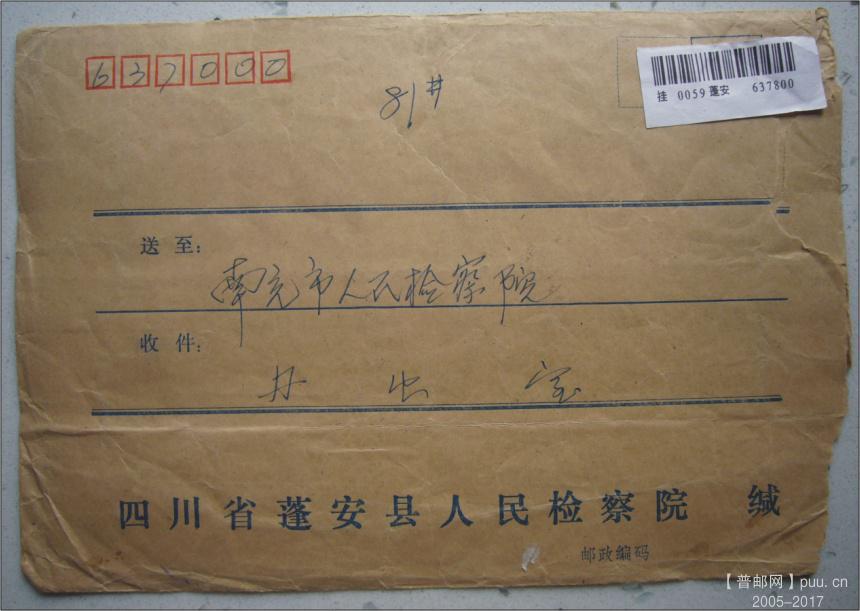 637000
81#
挂 0059 蓬安 637800
送至：
南充市人民检察院
收件：
办 室
四川省蓬安县人民检察院 缄
邮政编码
【普邮网】puu.cn
2005-2017